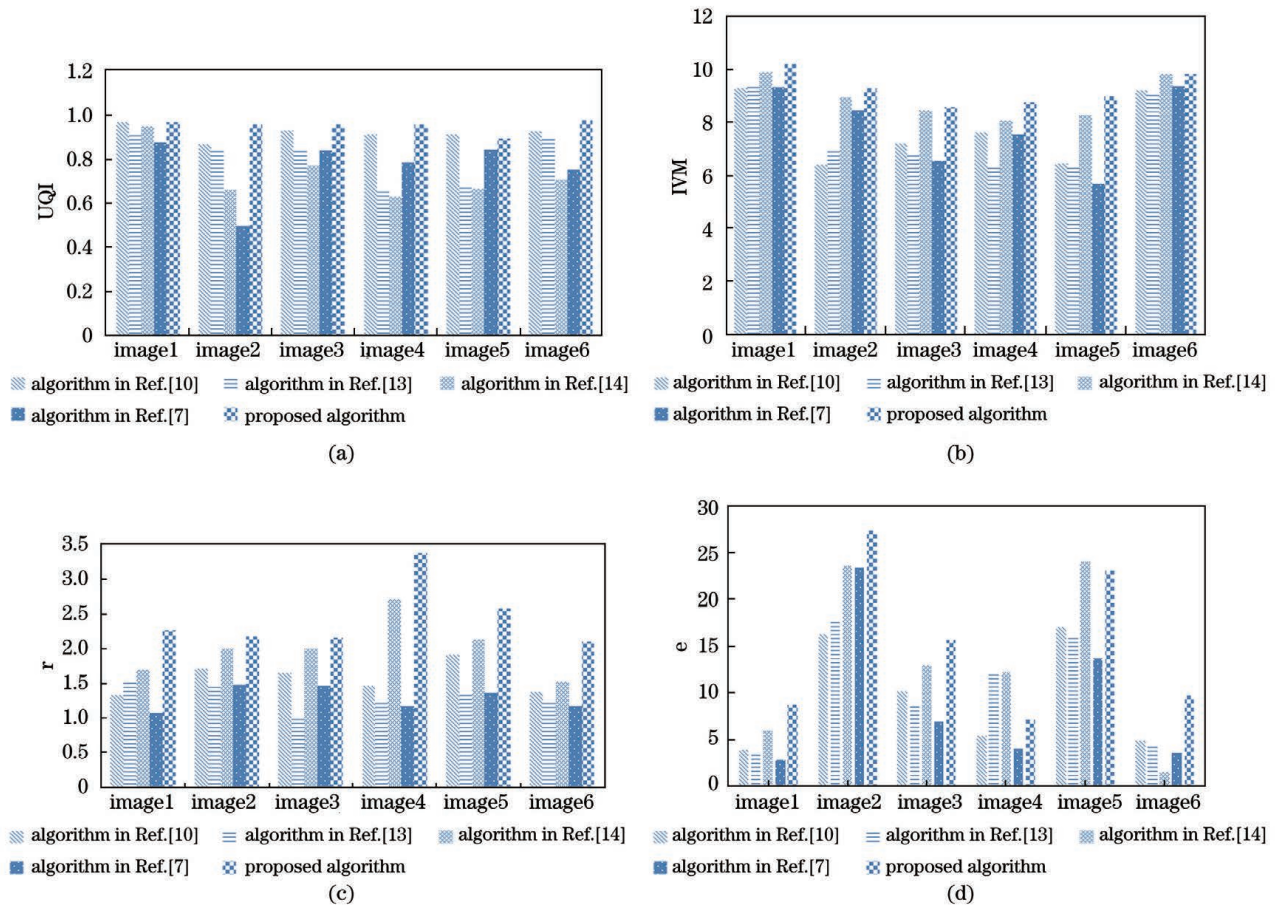 1.2
1.0
0.8
0.6
0.4
0.2
0
UQI
image1 image2 image3 image4 image5 image6
algorithm in Ref.[10] algorithm in Ref.[13] algorithm in Ref.[14]
algorithm in Ref.[7] proposed algorithm
(a)
12
10
8
6
4
2
0
IVM
image1 image2 image3 image4 image5 image6
algorithm in Ref.[10] algorithm in Ref.[13] algorithm in Ref.[14]
algorithm in Ref.[7] proposed algorithm
(b)
3.5
3.0
2.5
2.0
1.5
1.0
0.5
0
r
image1 image2 image3 image4 image5 image6
algorithm in Ref.[10] algorithm in Ref.[13] algorithm in Ref.[14]
algorithm in Ref.[7] proposed algorithm
(c)
30
25
20
15
10
5
0
e
image1 image2 image3 image4 image5 image6
algorithm in Ref.[10] algorithm in Ref.[13] algorithm in Ref.[14]
algorithm in Ref.[7] proposed algorithm
(d)